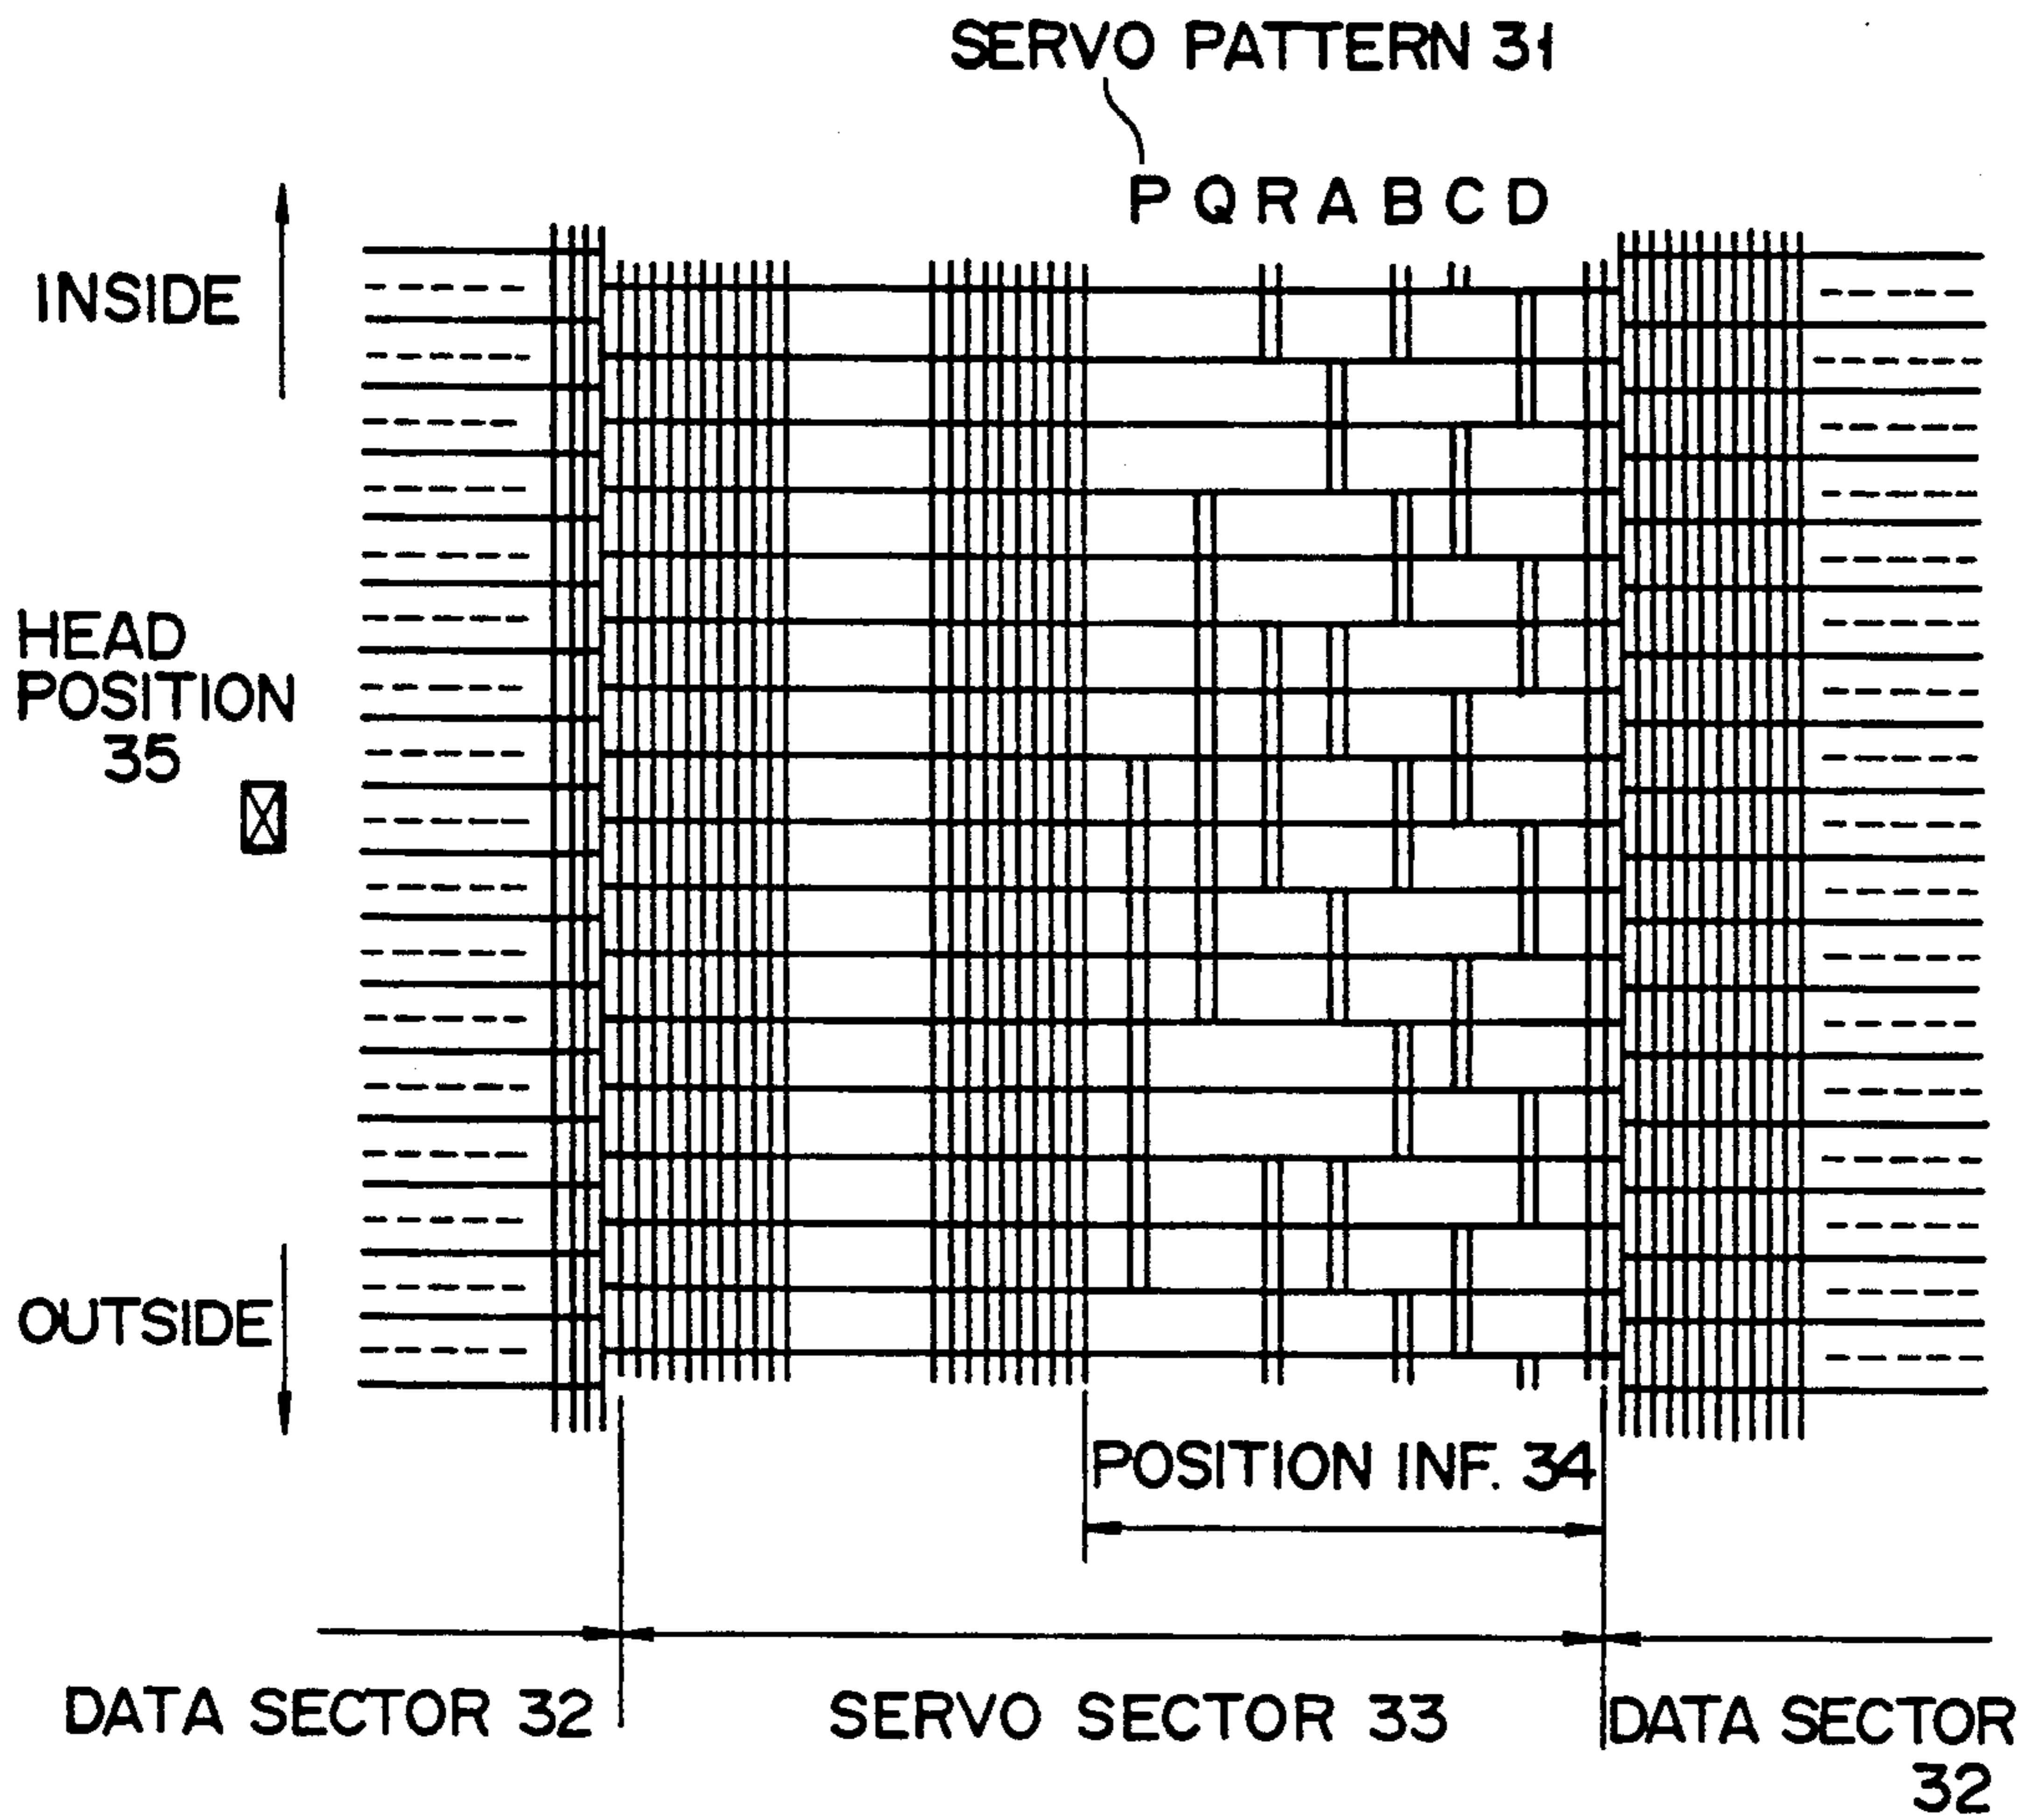 SERVO PATTERN 31
P Q R A B C D
INSIDE
HEAD
POSITION
35
OUTSIDE
POSITION INF. 34
DATA SECTOR 32
SERVO SECTOR 33
DATA SECTOR
32